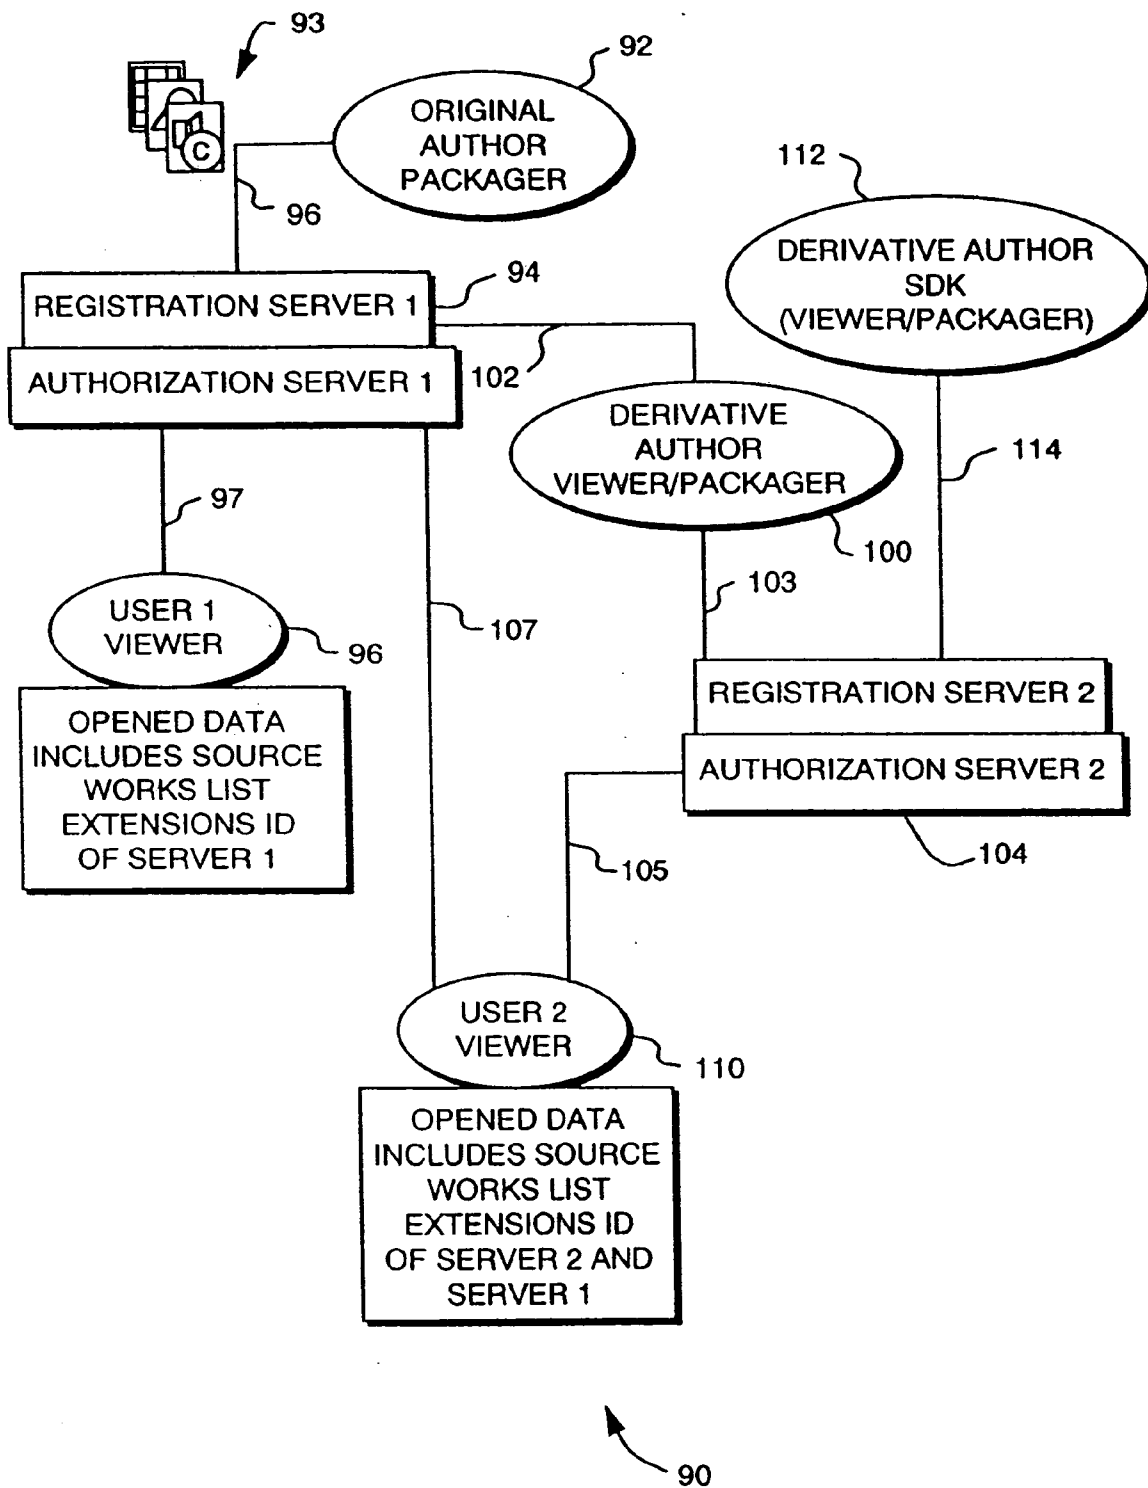 93
92
ORIGINAL
AUTHOR
PACKAGER
C
96
112
DERIVATIVE AUTHOR
SDK
(VIEWER/PACKAGER)
94
REGISTRATION SERVER 1
AUTHORIZATION SERVER 1
102
DERIVATIVE
AUTHOR
VIEWER/PACKAGER
114
97
100
103
107
USER 1
VIEWER
96
OPENED DATA
INCLUDES SOURCE
WORKS LIST
EXTENSIONS ID
OF SERVER 1
REGISTRATION SERVER 2
AUTHORIZATION SERVER 2
104
105
USER 2
VIEWER
110
OPENED DATA
INCLUDES SOURCE
WORKS LIST
EXTENSIONS ID
OF SERVER 2 AND
SERVER 1
90